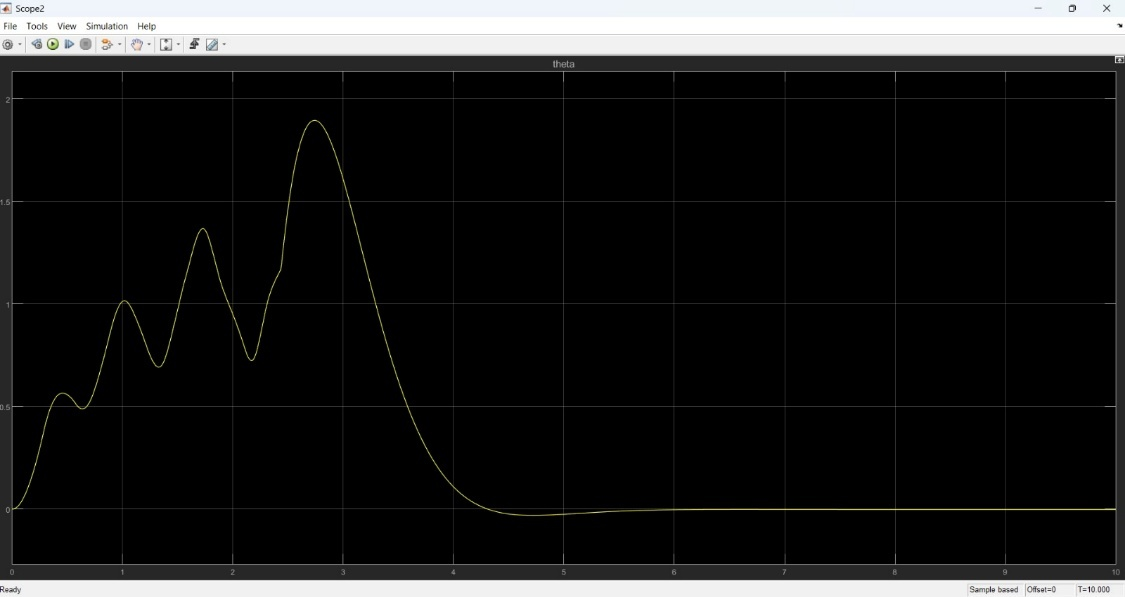 Scope2
File Tools View Simulation Help
theta
2
1.5
1
0.5
0
0 1 2 3 4 5 6 7 8 9 10
Ready Sample based Offset=0 T=10.000